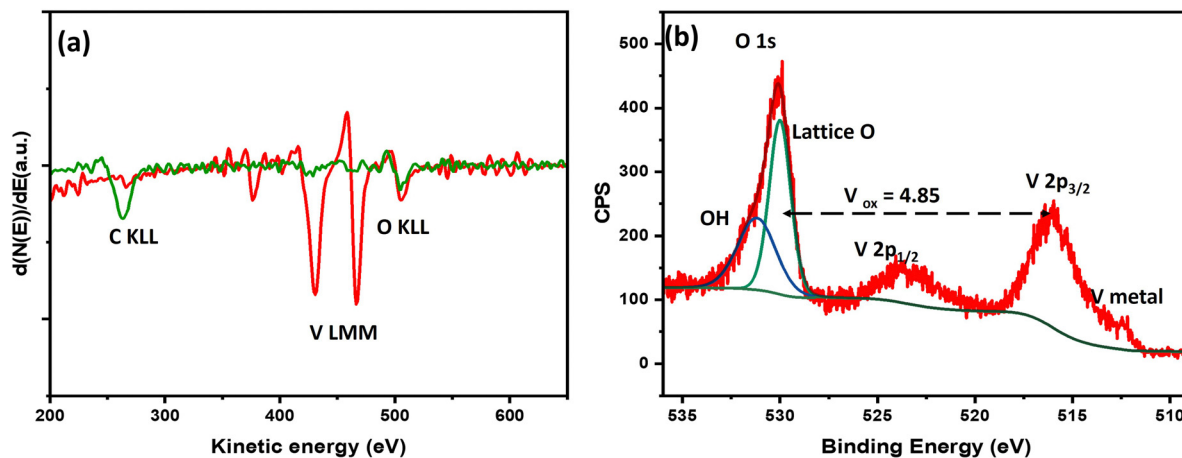 (a)
d(N(E))/dE(a.u.)
C KLL
V LMM
O KLL
200
300
400
500
600
Kinetic energy (eV)
(b)
O 1s
Lattice O
OH
V ox = 4.85
V 2p1/2
V 2p3/2
V metal
CPS
500
400
300
200
100
0
535
530
525
520
515
510
Binding Energy (eV)